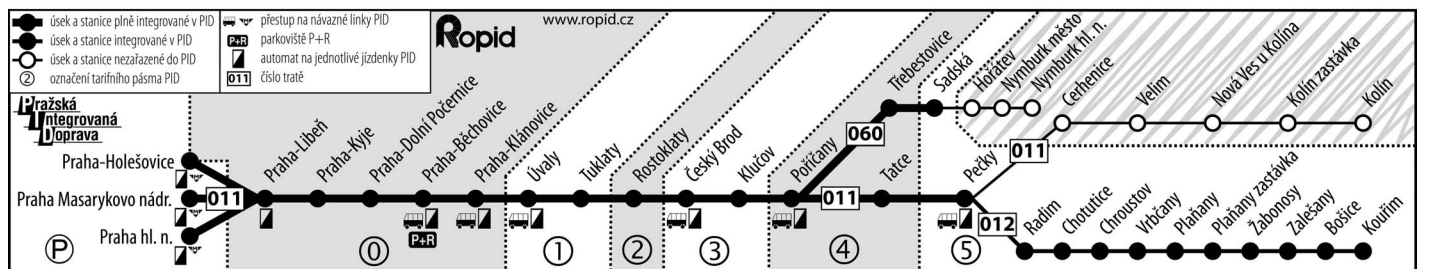 úsek a stanice plně integrované v PID
úsek a stanice integrované v PID
úsek a stanice nezařazené do PID
② označení tarifního pásma PID
přestup na návazné linky PID
P+R parkoviště P+R
automat na jednotlivé jízdenky PID
011 číslo tratě
Ropid
www.ropid.cz
Pražská
Integrovaná
Doprava
Praha-Holešovice
Praha Masarykovo nádr.
Praha hl. n.
011
Praha-Libeň
Praha-Kyje
Praha-Dolní Počernice
Praha-Běchovice
P+R
Praha-Klánovice
Úvaly
Tuklaty
Rostoklaty
Český Brod
Klučov
Poříčany
060
Třebestovice
Sadská
Hořátev
Nymburk město
Nymburk hl. n.
011
Tatce
Pečky
011
Cerhenice
Velim
Nová Ves u Kolína
Kolín zastávka
Kolín
012
Radim
Chotutice
Chroustov
Vrbčany
Plaňany
Plaňany zastávka
Žabonosy
Zalešany
Bošice
Kouřim
P
0
1
2
3
4
5